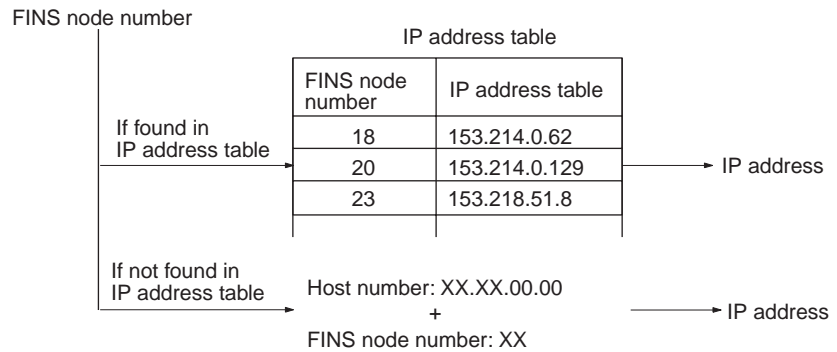 FINS node number
IP address table
FINS node
number
IP address table
If found in
IP address table
18
153.214.0.62
20
153.214.0.129
IP address
23
153.218.51.8
If not found in
IP address table
Host number: XX.XX.00.00
+
IP address
FINS node number: XX